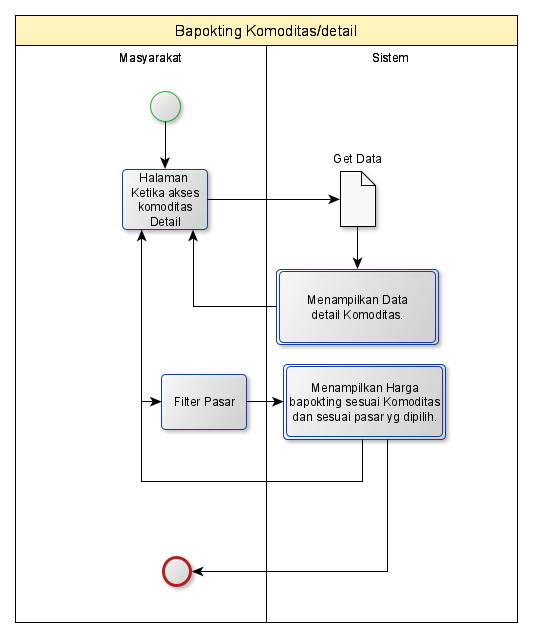 Bapokting Komoditas/detail
Masyarakat
Sistem
Get Data
Halaman
Ketika akses
komoditas
Detail
Menampilkan Data
detail Komoditas.
Filter Pasar
Menampilkan Harga
bapokting sesuai Komoditas
dan sesuai pasar yg dipilih.